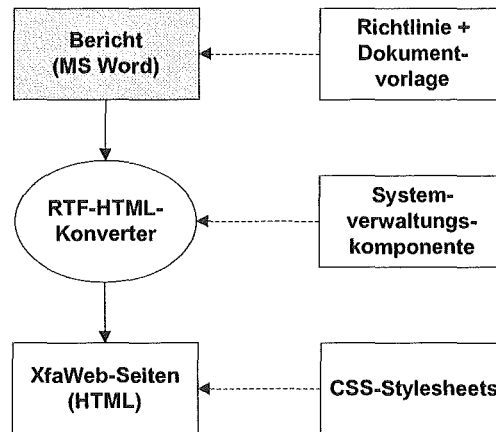 Bericht
(MS Word)
Richtlinie +
Dokument-
vorlage
RTF-HTML-
Konverter
System-
verwaltungs-
komponente
XfaWeb-Seiten
(HTML)
CSS-Stylesheets